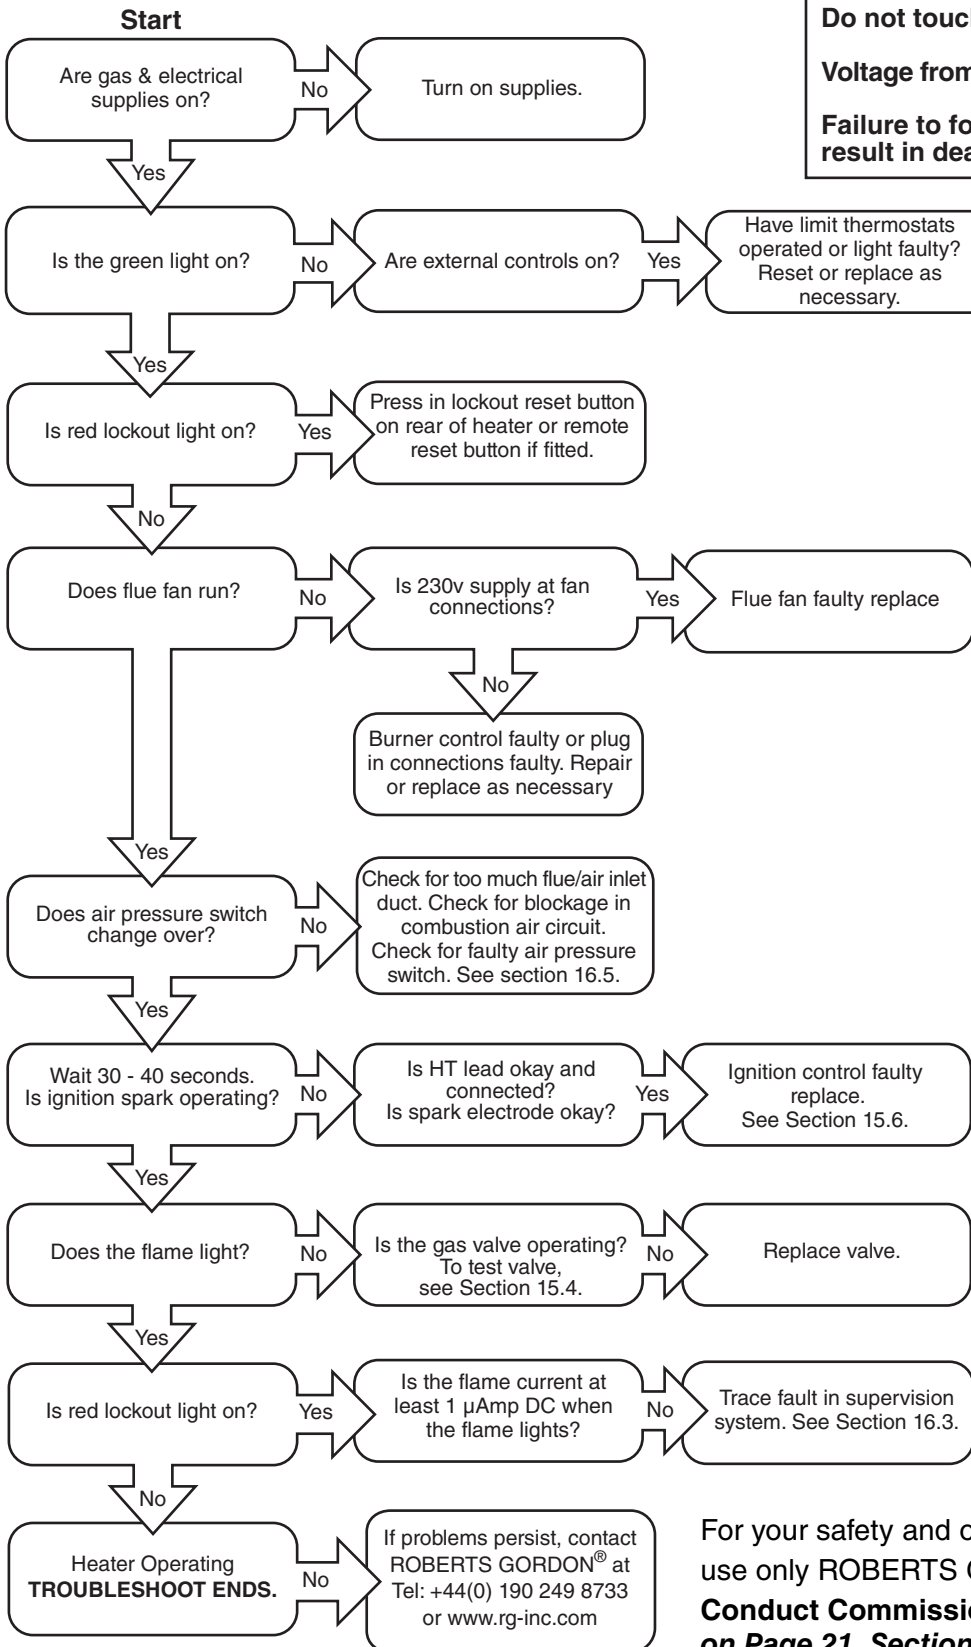 Start
Are gas & electrical
supplies on?
No
Turn on supplies.
Do not touch
Voltage from
Failure to
result in
Yes
Is the green light on?
No
Are external controls on?
Yes
Have limit thermostats
operated or light faulty?
Reset or replace as
necessary.
Yes
Is red lockout light on?
Yes
Press in lockout reset button
on rear of heater or remote
reset button if fitted.
No
Does flue fan run?
No
Is 230v supply at fan
connections?
Yes
Flue fan faulty replace
No
Burner control faulty or plug
in connections faulty. Repair
or replace as necessary
Yes
Does air pressure switch
change over?
No
Check for too much flue/air inlet
duct. Check for blockage in
combustion air circuit.
Check for faulty air pressure
switch. See section 16.5.
Yes
Wait 30 - 40 seconds.
Is ignition spark operating?
No
Is HT lead okay and
connected?
Is spark electrode okay?
Yes
Ignition control faulty
replace.
See Section 15.6.
Yes
Does the flame light?
No
Is the gas valve operating?
To test valve,
see Section 15.4.
No
Replace valve.
Yes
Is red lockout light on?
Yes
Is the flame current at
least 1 µAmp DC when
the flame lights?
No
Trace fault in supervision
system. See Section 16.3.
No
Heater Operating
TROUBLESHOOT ENDS.
No
If problems persist, contact
ROBERTS GORDON® at
Tel: +44(0) 190 249 8733
or www.rg-inc.com
For your safety and
use only ROBERTS
Conduct
on Page 21, Section